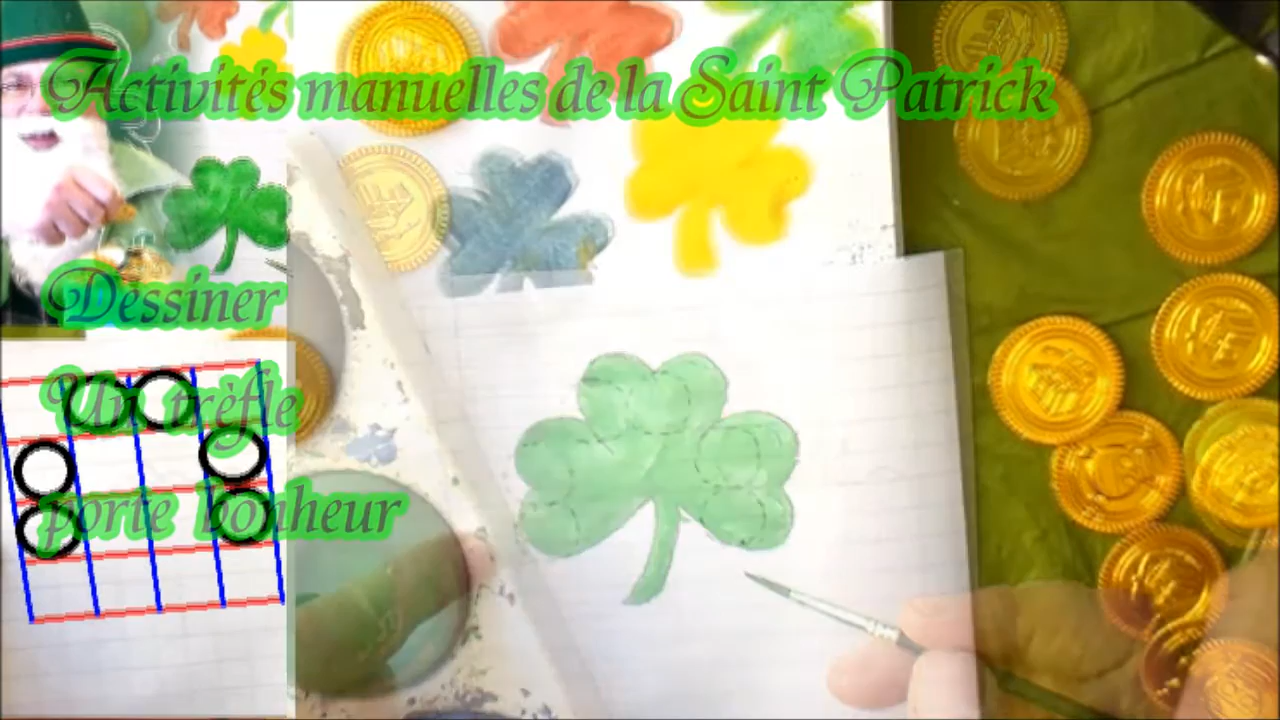 Activités manuelles de la Saint Patrick
Dessiner
Un trèfle
porte bonheur